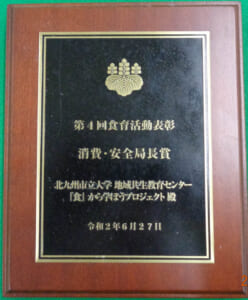 第4回食育活動表彰
消費・安全局長賞
北九州市立大学 地域共生教育センター
『食』から学ぼうプロジェクト 殿
令和2年6月27日